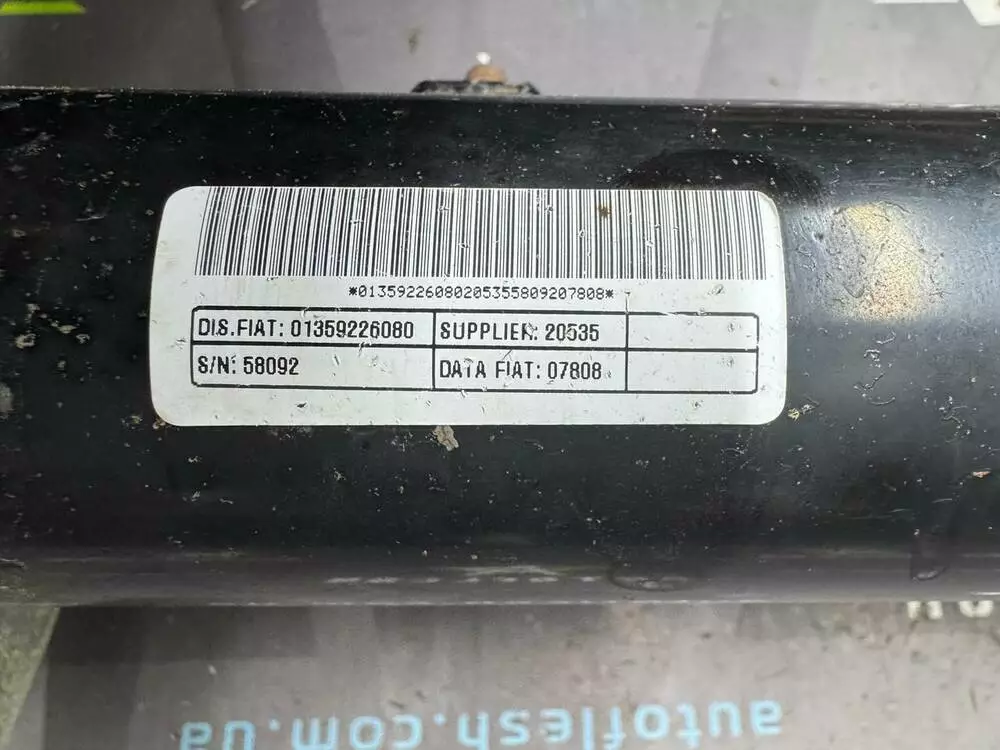 *01359226080205355809207808*
DIS.FIAT: 01359226080 SUPPLIER: 20535
S/N: 58092 DATA FIAT: 07808
autoflesh.com.ua